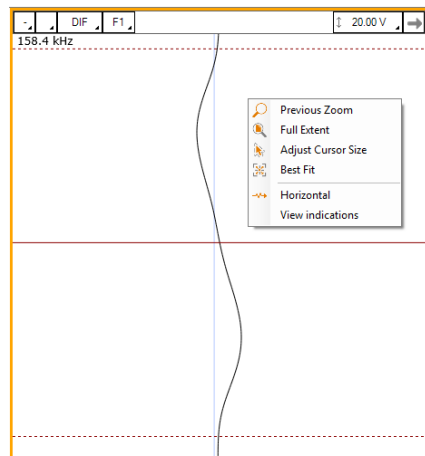 - DIF F1 20.00 V
158.4 kHz
Previous Zoom
Full Extent
Adjust Cursor Size
Best Fit
Horizontal
View indications